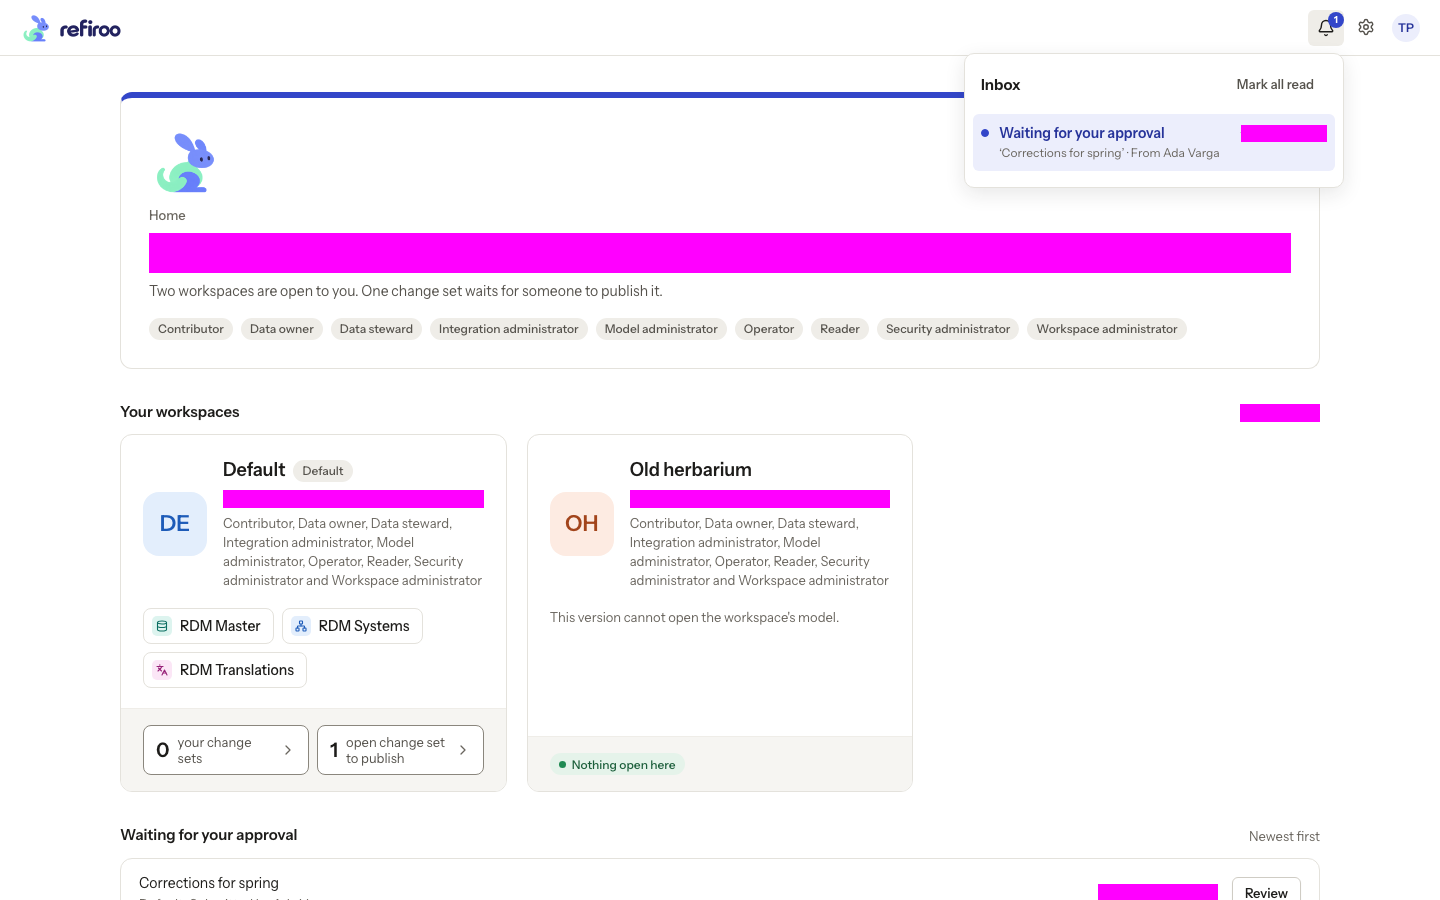 refiroo
1
TP
Inbox
Mark all read
Waiting for your approval
‘Corrections for spring’ · From Ada Varga
Home
Two workspaces are open to you. One change set waits for someone to publish it.
Contributor
Data owner
Data steward
Integration administrator
Model administrator
Operator
Reader
Security administrator
Workspace administrator
Your workspaces
Default
Default
DE
Contributor, Data owner, Data steward,
Integration administrator, Model
administrator, Operator, Reader, Security
administrator and Workspace administrator
RDM Master
RDM Systems
RDM Translations
0
your change
sets
1
open change set
to publish
Old herbarium
OH
Contributor, Data owner, Data steward,
Integration administrator, Model
administrator, Operator, Reader, Security
administrator and Workspace administrator
This version cannot open the workspace's model.
Nothing open here
Waiting for your approval
Newest first
Corrections for spring
Review